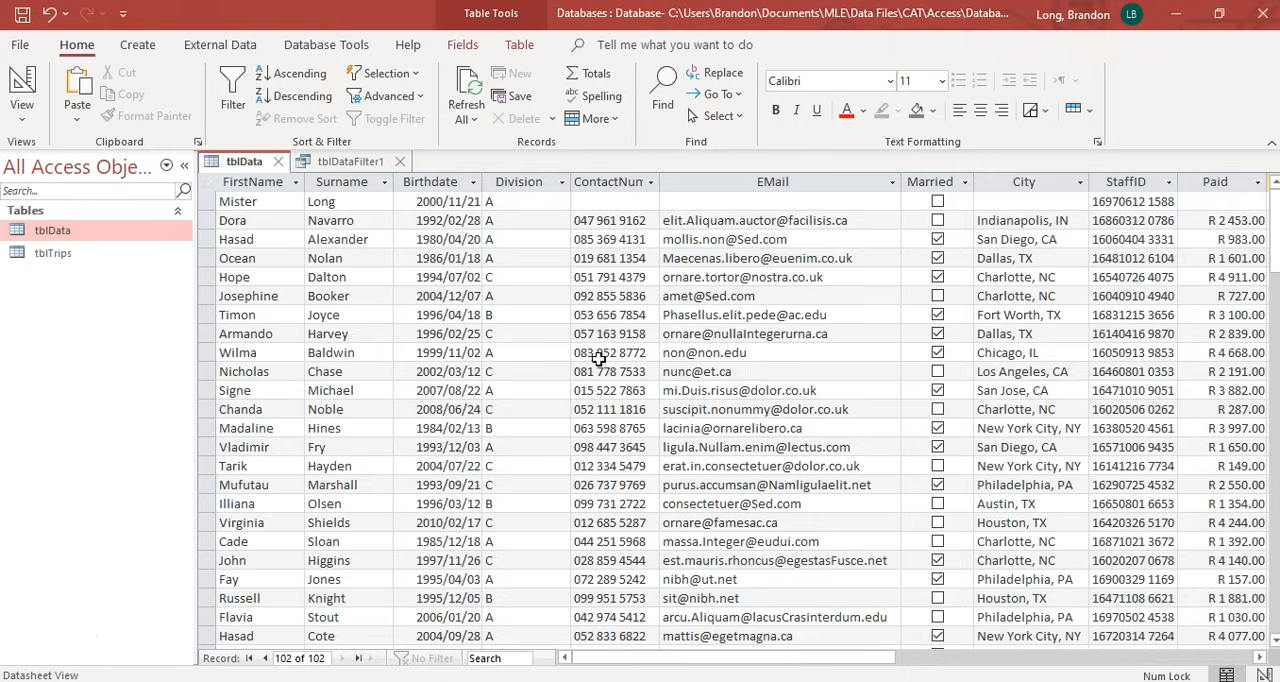 Table Tools
Databases : Database- C:\Users\Brandon\Documents\MLE\Data Files\CAT\Access\Databa...
Long, Brandon
LB
File Home Create External Data Database Tools Help Fields Table Tell me what you want to do
View
Views
Paste
Cut
Copy
Format Painter
Clipboard
Filter
Ascending
Descending
Remove Sort
Selection
Advanced
Toggle Filter
Sort & Filter
Refresh
All
New
Save
Delete
Totals
Spelling
More
Records
Find
Replace
Go To
Select
Find
Calibri 11
B I U A
Text Formatting
All Access Obje...
Search...
Tables
tblData
tblTrips
tblData tblDataFilter1
FirstName Surname Birthdate Division ContactNum EMail Married City StaffID Paid
Mister Long 2000/11/21 A 16970612 1588
Dora Navarro 1992/02/28 A 047 961 9162 elit.Aliquam.auctor@facilisis.ca Indianapolis, IN 16860312 0786 R 2 453.00
Hasad Alexander 1980/04/20 A 085 369 4131 mollis.non@Sed.com San Diego, CA 16060404 3331 R 983.00
Ocean Nolan 1986/01/18 A 019 681 1354 Maecenas.libero@euenim.co.uk Dallas, TX 16481012 6104 R 1 601.00
Hope Dalton 1994/07/02 C 051 791 4379 ornare.tortor@nostra.co.uk Charlotte, NC 16540726 4075 R 4 911.00
Josephine Booker 2004/12/07 A 092 855 5836 amet@Sed.com Charlotte, NC 16040910 4940 R 727.00
Timon Joyce 1996/04/18 B 053 656 7854 Phasellus.elit.pede@ac.edu Fort Worth, TX 16831215 3656 R 3 100.00
Armando Harvey 1996/02/25 C 057 163 9158 ornare@nullaIntegerurna.ca Dallas, TX 16140416 9870 R 2 839.00
Wilma Baldwin 1999/11/02 A 083 8772 non@non.edu Chicago, IL 16050913 9853 R 4 668.00
Nicholas Chase 2002/03/12 C 081 778 7533 nunc@et.ca Los Angeles, CA 16460801 0353 R 2 191.00
Signe Michael 2007/08/22 A 015 522 7863 mi.Duis.risus@dolor.co.uk San Jose, CA 16471010 9051 R 3 882.00
Chanda Noble 2008/06/24 C 052 111 1816 suscipit.nonummy@dolor.co.uk Charlotte, NC 16020506 0262 R 287.00
Madaline Hines 1984/02/13 B 063 598 8765 lacinia@ornarelibero.ca New York City, NY 16380520 4561 R 3 997.00
Vladimir Fry 1993/12/03 A 098 447 3645 ligula.Nullam.enim@lectus.com San Diego, CA 16571006 9435 R 1 650.00
Tarik Hayden 2004/07/22 C 012 334 5479 erat.in.consectetuer@dolor.co.uk New York City, NY 16141216 7734 R 149.00
Mufutau Marshall 1993/09/21 C 026 737 9769 purus.accumsan@Namligulaelit.net Philadelphia, PA 16290725 4532 R 2 550.00
Illiana Olsen 1996/03/12 B 099 731 2722 consectetuer@Sed.com Austin, TX 16650801 6653 R 1 354.00
Virginia Shields 2010/02/17 C 012 685 5287 ornare@famesac.ca Houston, TX 16420326 5170 R 4 244.00
Cade Sloan 1985/12/18 A 044 251 5968 massa.Integer@eudui.com Charlotte, NC 16871021 3672 R 1 392.00
John Higgins 1997/11/26 C 028 859 4544 est.mauris.rhoncus@egestasFusce.net Charlotte, NC 16020207 0678 R 4 140.00
Fay Jones 1995/04/03 A 072 289 5242 nibh@ut.net Philadelphia, PA 16900329 1169 R 157.00
Russell Knight 1995/12/05 B 099 951 5753 sit@nibh.net Houston, TX 16471108 6621 R 1 881.00
Flavia Stout 2006/01/20 A 042 974 5412 arcu.Aliquam@lacusCrasinterdum.edu Philadelphia, PA 16970502 4538 R 1 030.00
Hasad Cote 2004/09/28 A 052 833 6822 mattis@egetmagna.ca New York City, NY 16720314 7264 R 4 077.00
Record: 102 of 102 No Filter Search
Datasheet View
Num Lock